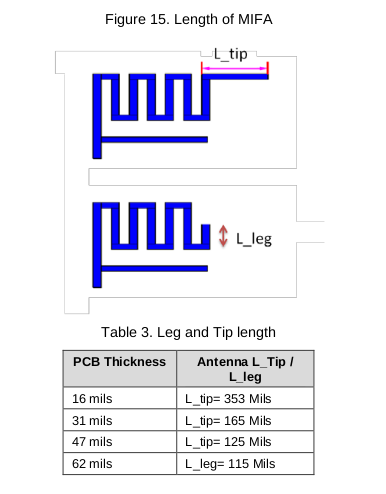 Figure 15. Length of MIFA
L_tip
L_leg
Table 3. Leg and Tip length
PCB Thickness
Antenna L_Tip /
L_leg
16 mils
L_tip= 353 Mils
31 mils
L_tip= 165 Mils
47 mils
L_tip= 125 Mils
62 mils
L_leg= 115 Mils